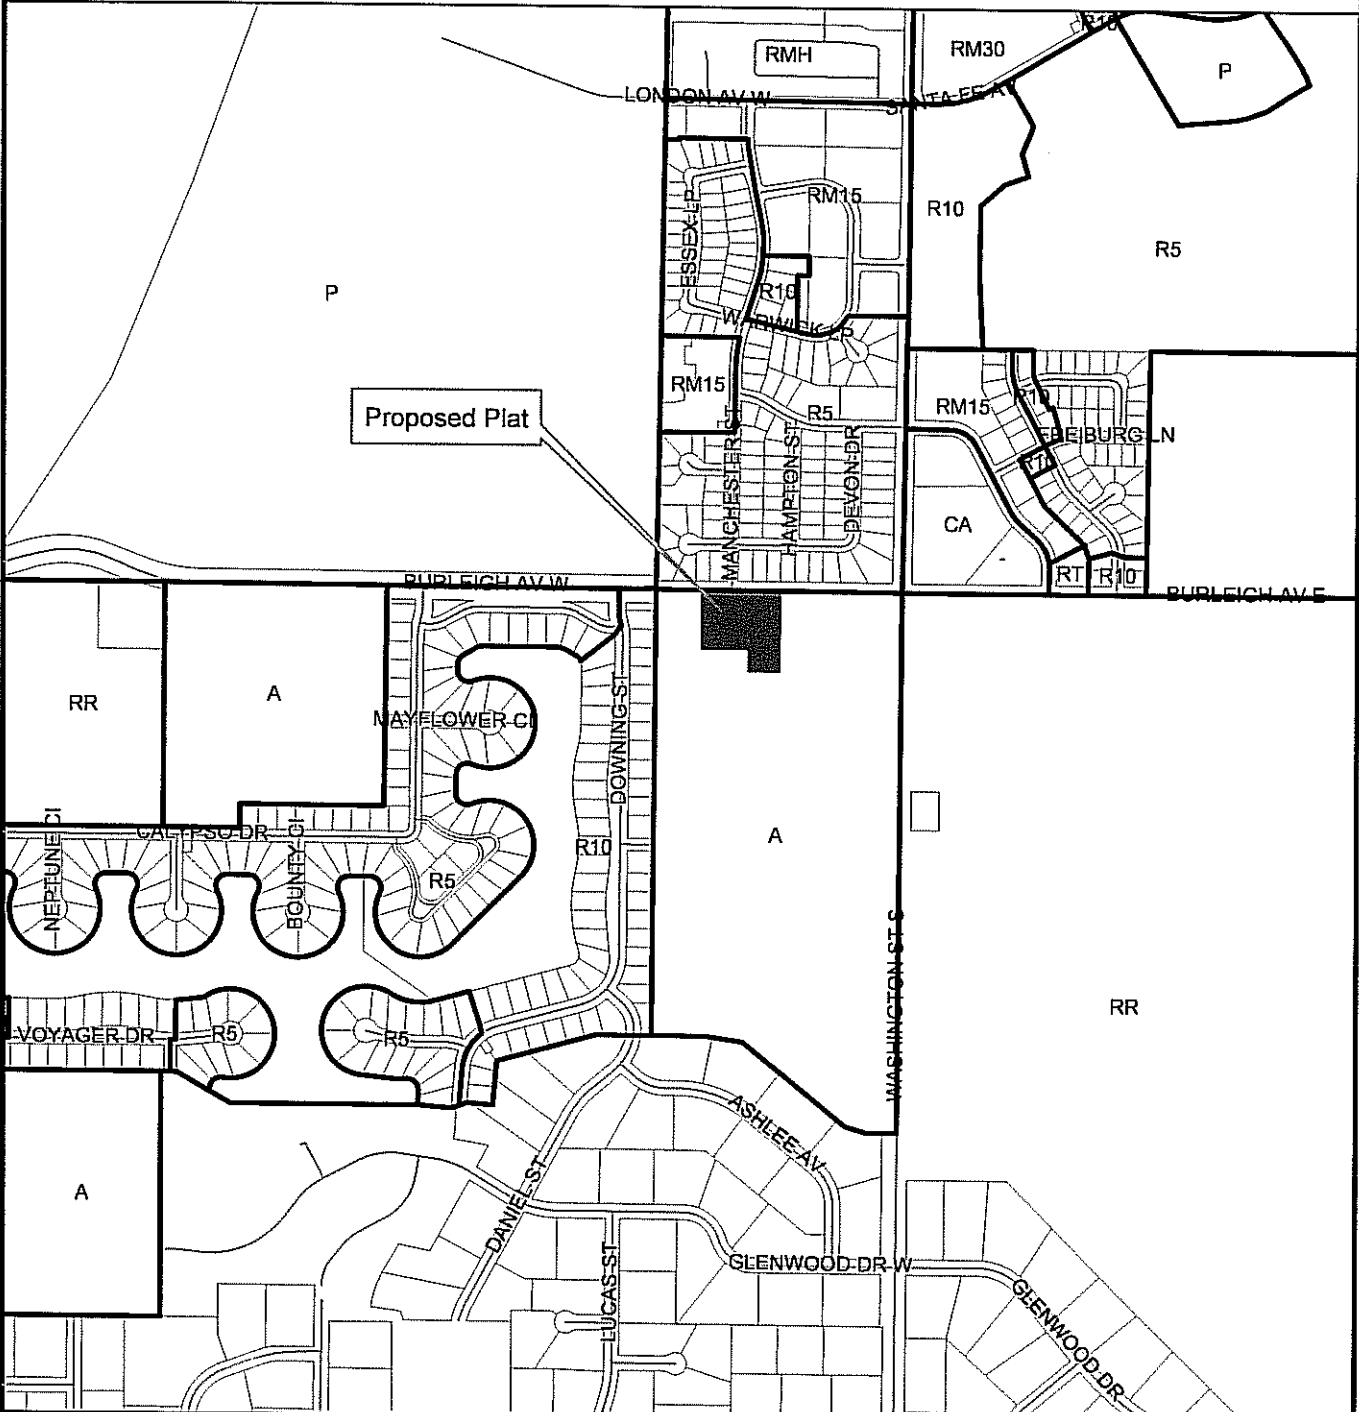 R10
RMH
RM30
P
LONDON AV W
SANTA FE AV
RM15
ESSEX LP
R10
R5
P
R10
WARWICK LP
RM15
R5
RM15
R10
Proposed Plat
FREIBURG LN
R10
MANCHESTER ST
HAMPTON ST
DEVON DR
CA
RT
R10
BURLEIGH AV W
BURLEIGH AV E
RR
A
MAYFLOWER CI
DOWNING ST
CALYPSO DR
A
R10
NEPTUNE CI
BOUNTY CI
R5
WASHINGTON ST S
RR
VOYAGER DR
R5
R5
ASHLEE AV
A
DANIEL ST
LUCAS ST
GLENWOOD DR W
GLENWOOD DR